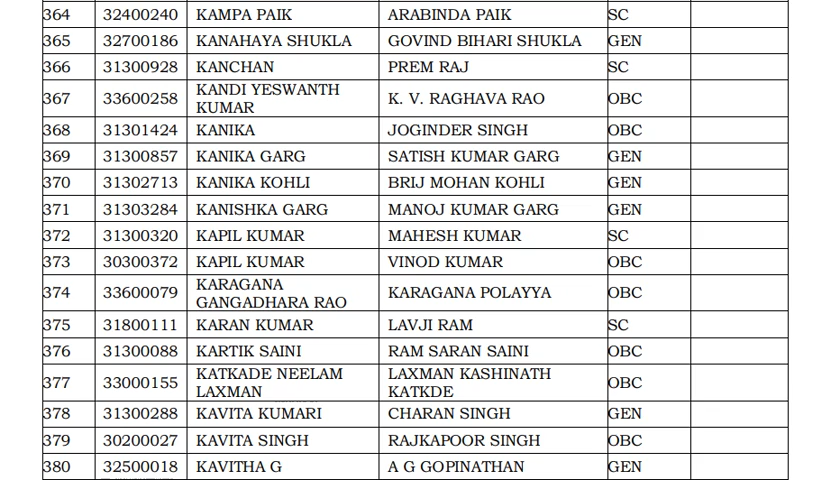 364 32400240 KAMPA PAIK ARABINDA PAIK SC
365 32700186 KANAHAYA SHUKLA GOVIND BIHARI SHUKLA GEN
366 31300928 KANCHAN PREM RAJ SC
367 33600258 KANDI YESWANTH KUMAR K. V. RAGHAVA RAO OBC
368 31301424 KANIKA JOGINDER SINGH OBC
369 31300857 KANIKA GARG SATISH KUMAR GARG GEN
370 31302713 KANIKA KOHLI BRIJ MOHAN KOHLI GEN
371 31303284 KANISHKA GARG MANOJ KUMAR GARG GEN
372 31300320 KAPIL KUMAR MAHESH KUMAR SC
373 30300372 KAPIL KUMAR VINOD KUMAR OBC
374 33600079 KARAGANA GANGADHARA RAO KARAGANA POLAYYA OBC
375 31800111 KARAN KUMAR LAVJI RAM SC
376 31300088 KARTIK SAINI RAM SARAN SAINI OBC
377 33000155 KATKADE NEELAM LAXMAN LAXMAN KASHINATH KATKDE OBC
378 31300288 KAVITA KUMARI CHARAN SINGH GEN
379 30200027 KAVITA SINGH RAJKAPOOR SINGH OBC
380 32500018 KAVITHA G A G GOPINATHAN GEN